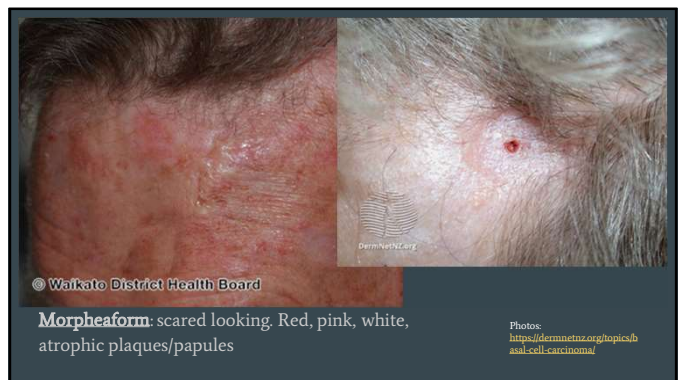 DermNetNZ.org
© Waikato District Health Board
Morpheaform: scared looking. Red, pink, white,
atrophic plaques/papules
Photos:
https://dermnetnz.org/topics/b
asal-cell-carcinoma/